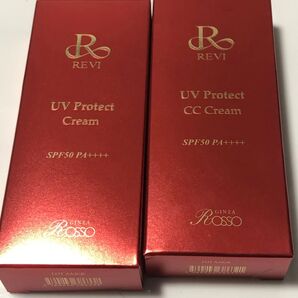 R
REVI
UV Protect
Cream
SPF50 PA++++
GINZA
Rosso
R
REVI
UV Protect
CC Cream
SPF50 PA++++
GINZA
Rosso